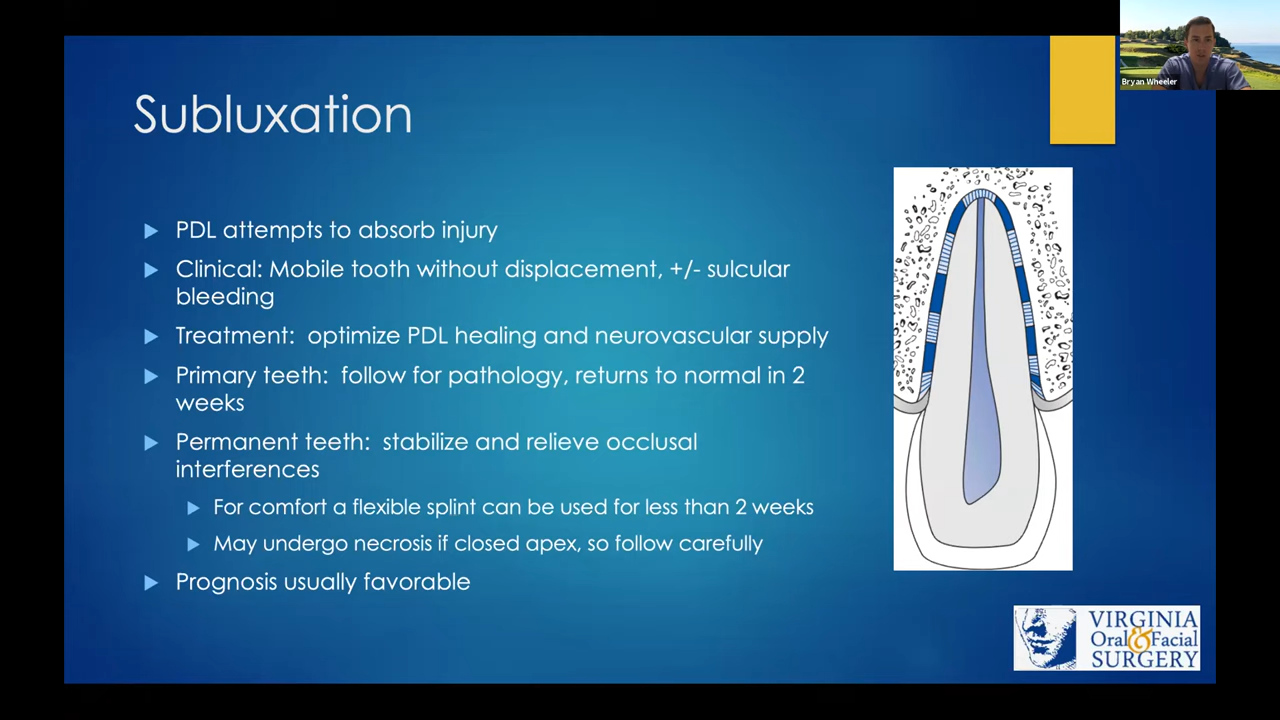 Bryan Wheeler
Subluxation
PDL attempts to absorb injury
Clinical: Mobile tooth without displacement, +/- sulcular
bleeding
Treatment: optimize PDL healing and neurovascular supply
Primary teeth: follow for pathology, returns to normal in 2
weeks
Permanent teeth: stabilize and relieve occlusal
interferences
For comfort a flexible splint can be used for less than 2 weeks
May undergo necrosis if closed apex, so follow carefully
Prognosis usually favorable
VIRGINIA
Oral & Facial
SURGERY